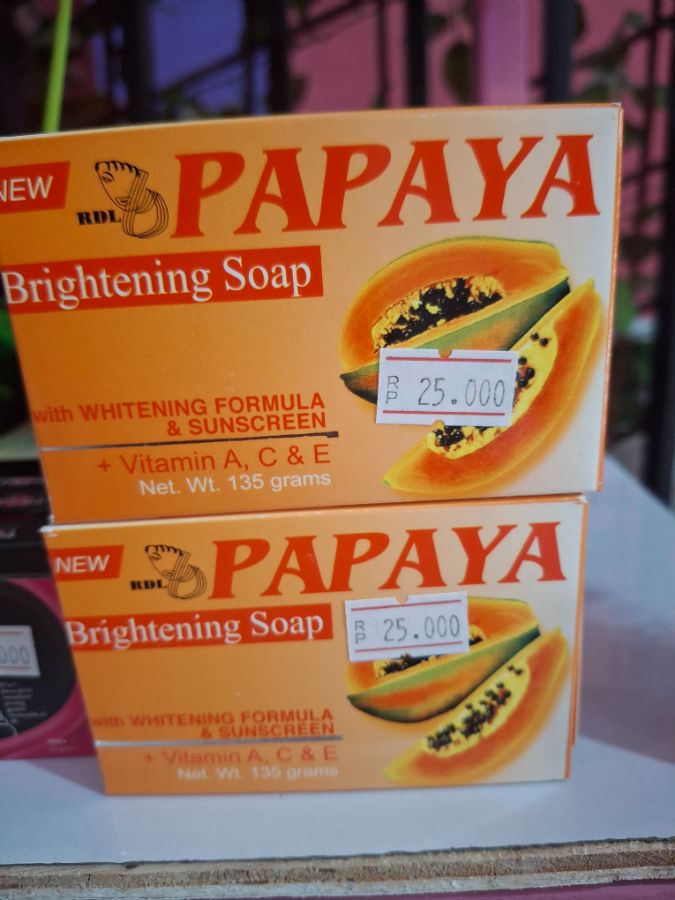 NEW
RDL
PAPAYA
Brightening Soap
RP 25.000
with WHITENING FORMULA
& SUNSCREEN
+ Vitamin A, C & E
Net. Wt. 135 grams
NEW
RDL
PAPAYA
Brightening Soap
RP 25.000
with WHITENING FORMULA
& SUNSCREEN
+ Vitamin A, C & E
Net. Wt. 135 grams
000